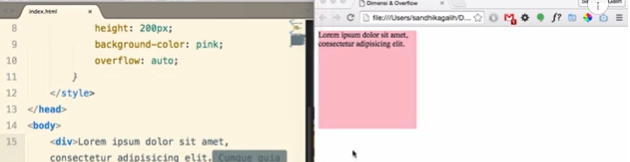 index.html
Dimensi & Overflow
file:///Users/sandhikagalih/D...
8 height: 200px;
9 background-color: pink;
10 overflow: auto;
11 }
12 </style>
13 </head>
14 <body>
15 <div>Lorem ipsum dolor sit amet,
consectetur adipisicing elit. Cumque quia
Lorem ipsum dolor sit amet,
consectetur adipisicing elit.